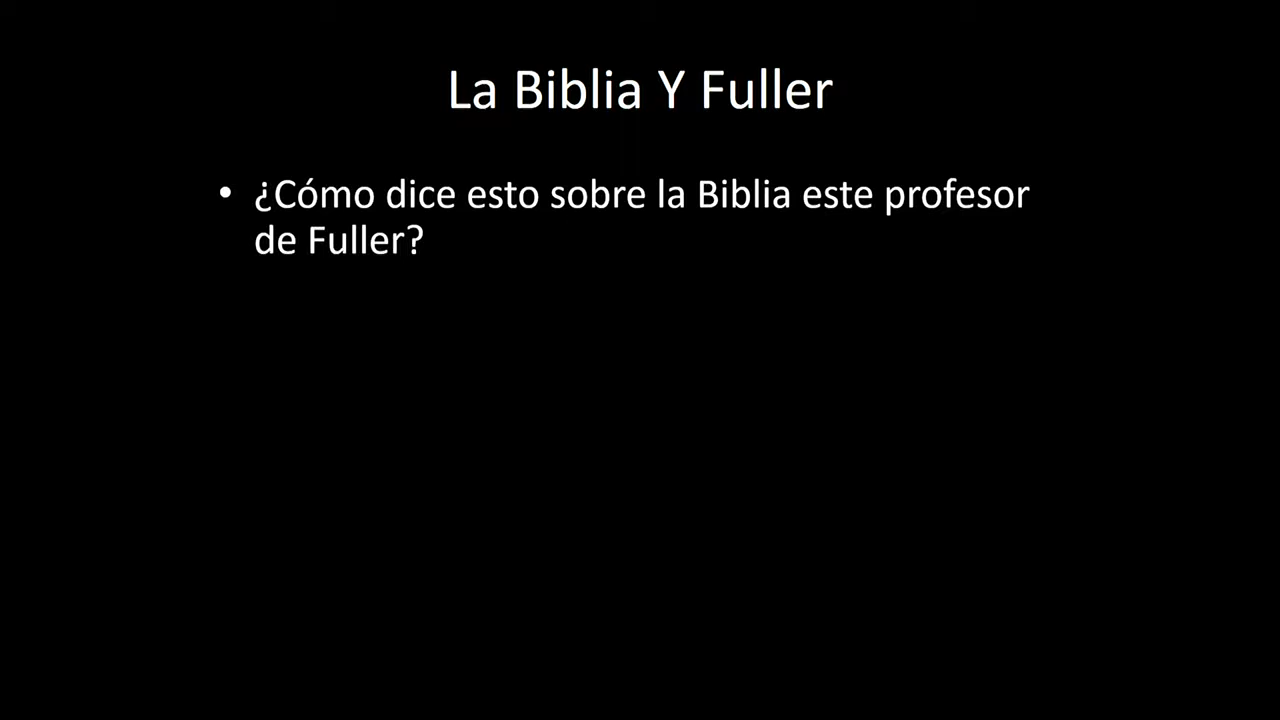 La Biblia Y Fuller
• ¿Cómo dice esto sobre la Biblia este profesor
de Fuller?